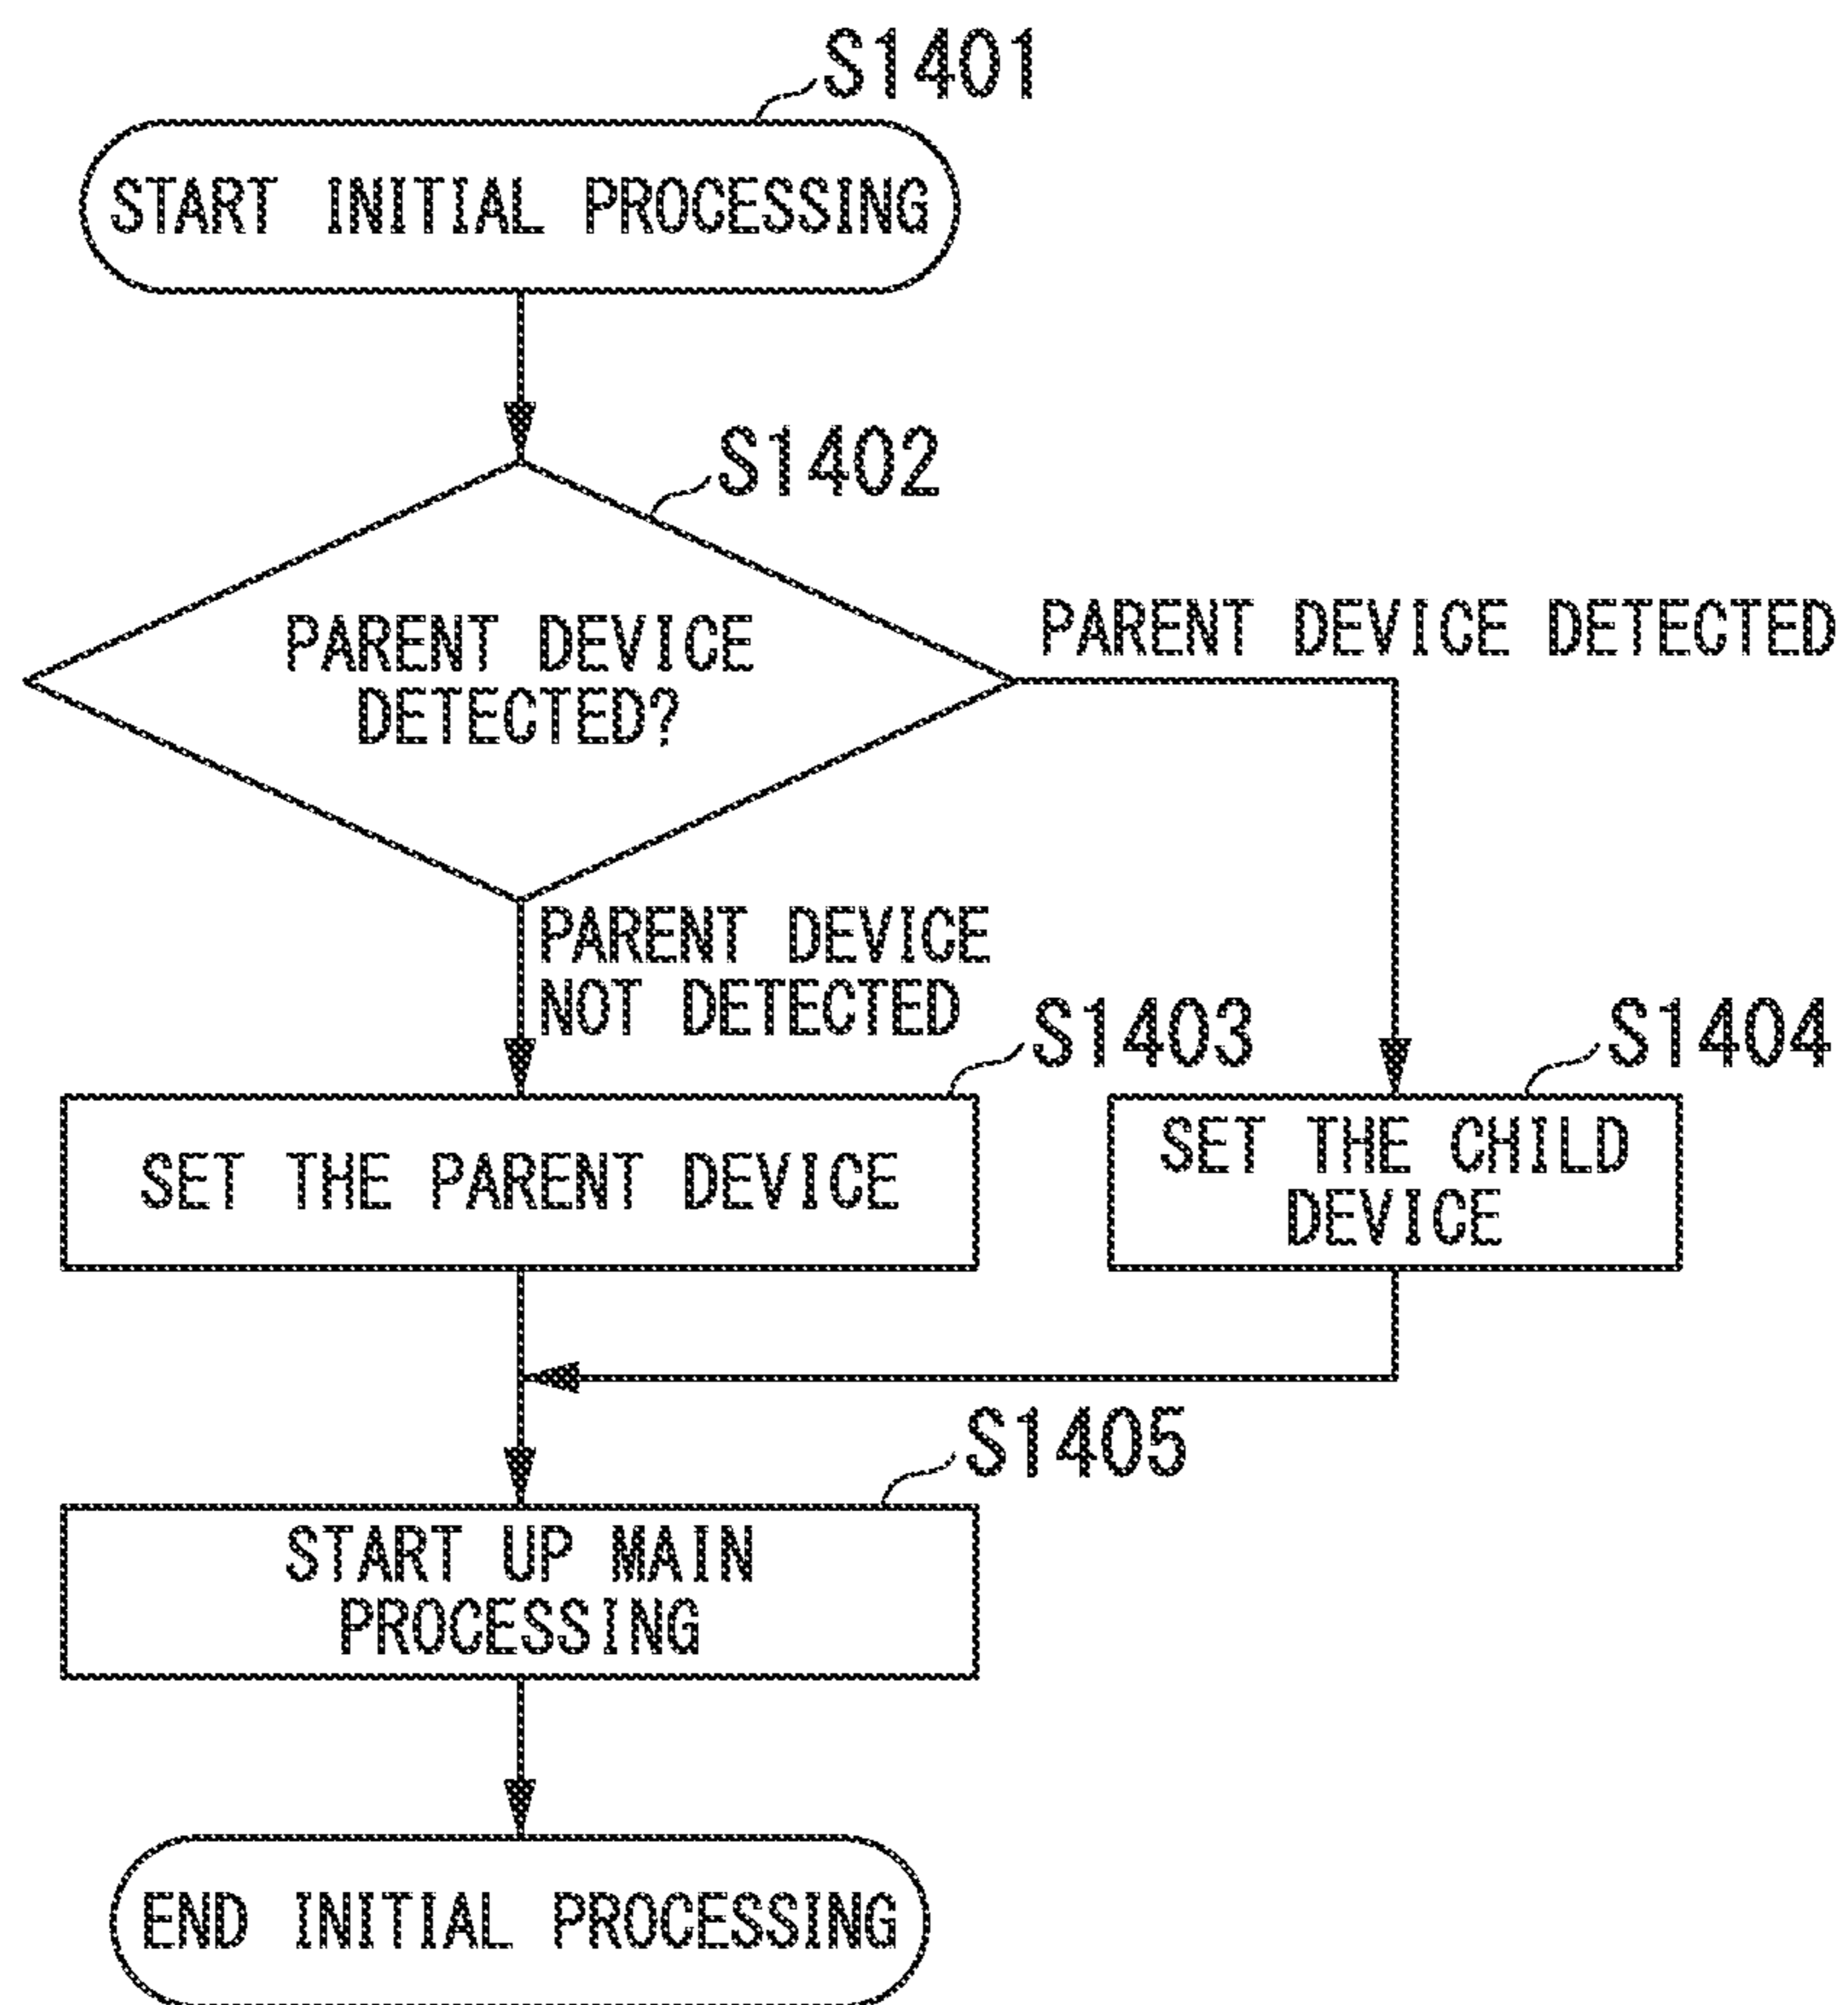 S1401
START INITIAL PROCESSING
S1402
PARENT DEVICE
DETECTED?
PARENT DEVICE DETECTED
PARENT DEVICE
NOT DETECTED
S1403
SET THE PARENT DEVICE
S1404
SET THE CHILD
DEVICE
S1405
START UP MAIN
PROCESSING
END INITIAL PROCESSING